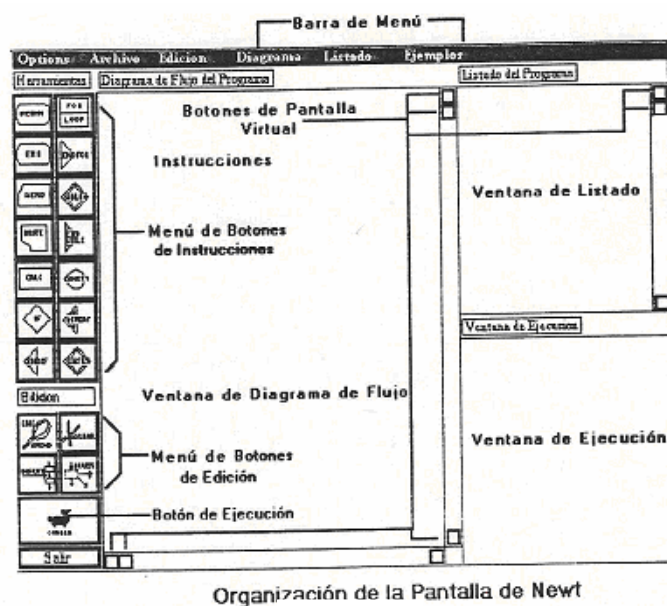 Barra de Menú
Options Archivo Edicion Diagrama Listado Ejemplos
Herramientas Diagrama de Flujo del Programa Listado del Programa
FOR
LOOP
Botones de Pantalla
Virtual
Instrucciones
Ventana de Listado
Menú de Botones
de Instrucciones
IF
Ventana de Ejecucion
Ventana de Diagrama de Flujo
Edicion
Ventana de Ejecución
Menú de Botones
de Edición
Botón de Ejecución
Salir
Organización de la Pantalla de Newt